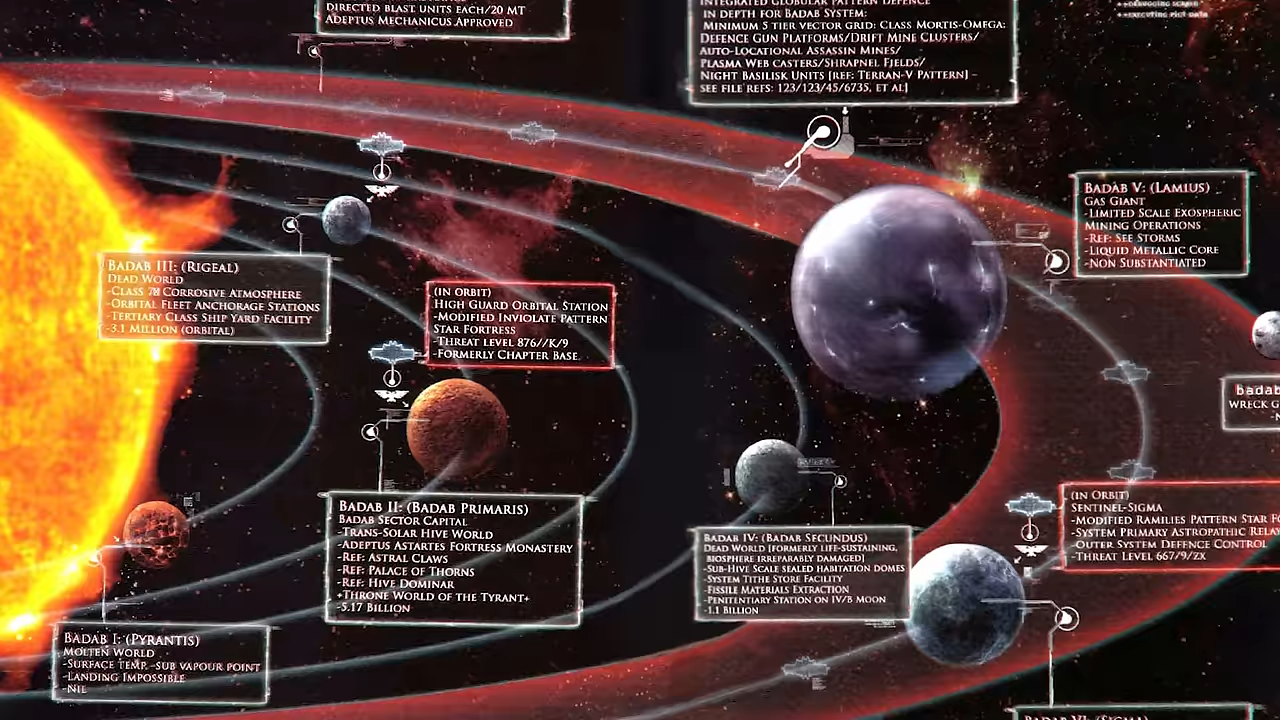 DIRECTED BLAST UNITS EACH/20 MT
ADEPTUS MECHANICUS APPROVED
INTEGRATED GLOBULAR PATTERN DEFENCE
IN DEPTH FOR BADAB SYSTEM:
MINIMUM 5 TIER VECTOR GRID: CLASS MORTIS-OMEGA:
DEFENCE GUN PLATFORMS/DRIFT MINE CLUSTERS/
AUTO-LOCATIONAL ASSASSIN MINES/
PLASMA WEB CASTERS/SHRAPNEL FJELDS/
NIGHT BASILISK UNITS [REF: TERRAN-V PATTERN] –
SEE FILE REFS: 123/123/45/6735, ET AL]
BADAB V: (LAMIUS)
GAS GIANT
-LIMITED SCALE EXOSPHERIC
MINING OPERATIONS
-REF: SEE STORMS
-LIQUID METALLIC CORE
-NON SUBSTANTIATED
BADAB III: (RIGEAL)
DEAD WORLD
-CLASS 78 CORROSIVE ATMOSPHERE
-ORBITAL FLEET ANCHORAGE STATIONS
-TERTIARY CLASS SHIP YARD FACILITY
-3.1 MILLION (ORBITAL)
(IN ORBIT)
HIGH GUARD ORBITAL STATION
-MODIFIED INVIOLATE PATTERN
STAR FORTRESS
-THREAT LEVEL 876//K/9
-FORMERLY CHAPTER BASE.
Badab
WRECK G
(IN ORBIT)
SENTINEL-SIGMA
-MODIFIED RAMILIES PATTERN STAR FO
-SYSTEM PRIMARY ASTROPATHIC RELA
-OUTER SYSTEM DEFENCE CONTROL
-THREAT LEVEL 667/9/ZX
BADAB II: (BADAB PRIMARIS)
BADAB SECTOR CAPITAL
-TRANS-SOLAR HIVE WORLD
-ADEPTUS ASTARTES FORTRESS MONASTERY
-REF: ASTRAL CLAWS
-REF: PALACE OF THORNS
-REF: HIVE DOMINAR
+THRONE WORLD OF THE TYRANT+
-5.17 BILLION
BADAB IV: (BADAB SECUNDUS)
DEAD WORLD [FORMERLY LIFE-SUSTAINING,
BIOSPHERE IRREPARABLY DAMAGED]
-SUB-HIVE SCALE SEALED HABITATION DOMES
-SYSTEM TITHE STORE FACILITY
-FISSILE MATERIALS EXTRACTION
-PENITENTIARY STATION ON IV/B MOON
-1.1 BILLION
BADAB I: (PYRANTIS)
MOLTEN WORLD
-SURFACE TEMP. -SUB VAPOUR POINT
-LANDING IMPOSSIBLE
-NIL
BADAB VI: (SIGMA)